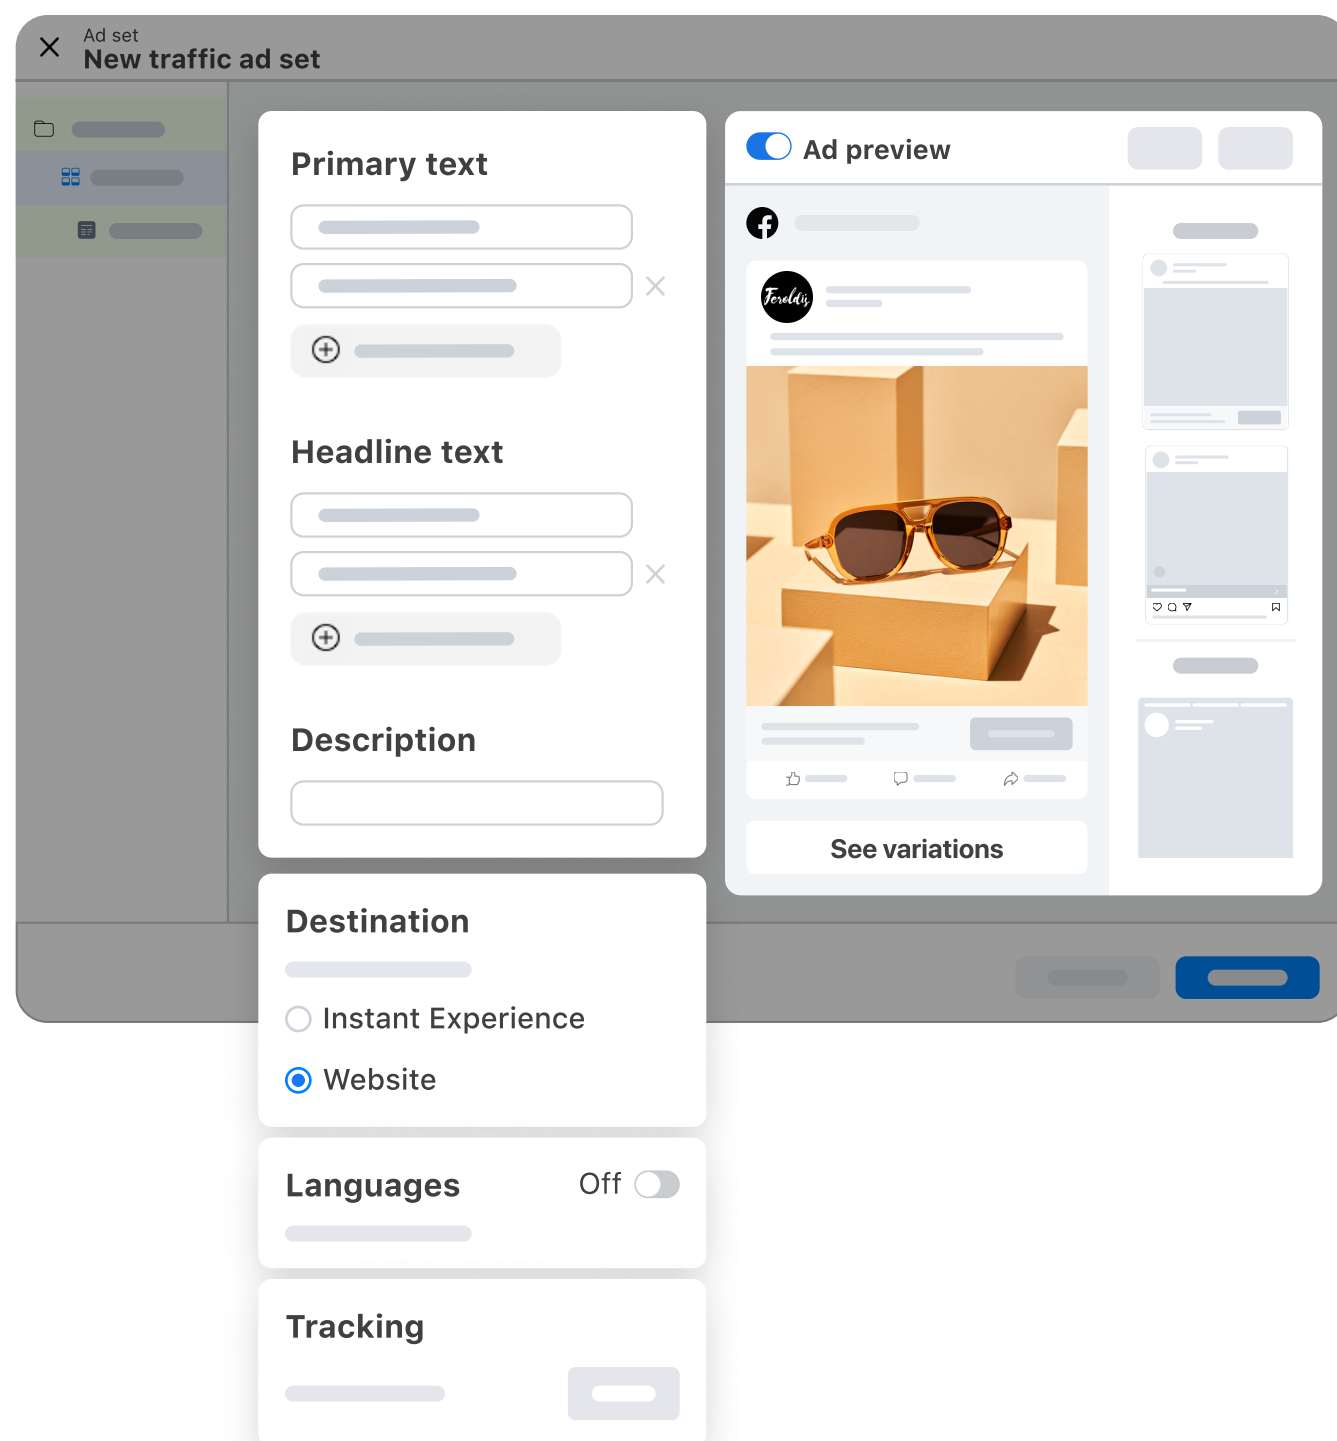 Ad set
New traffic ad set
Primary text
Headline text
Description
Destination
Instant Experience
Website
Languages
Off
Tracking
Ad preview
Feroldi's
See variations